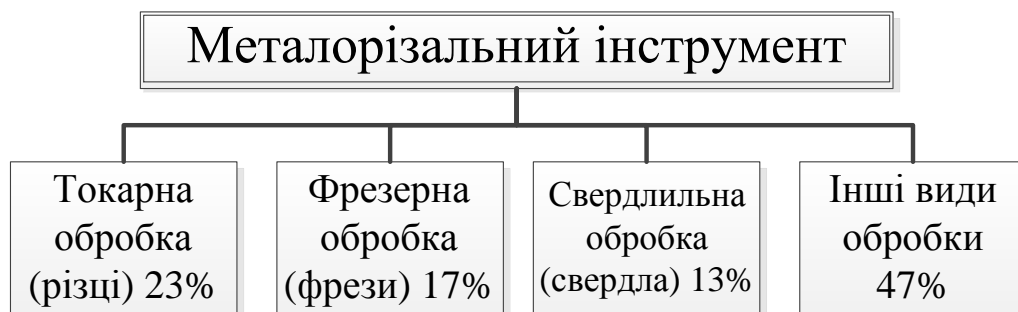 Металорізальний інструмент
Токарна
обробка
(різці) 23%
Фрезерна
обробка
(фрези) 17%
Свердлильна
обробка
(свердла) 13%
Інші види
обробки
47%